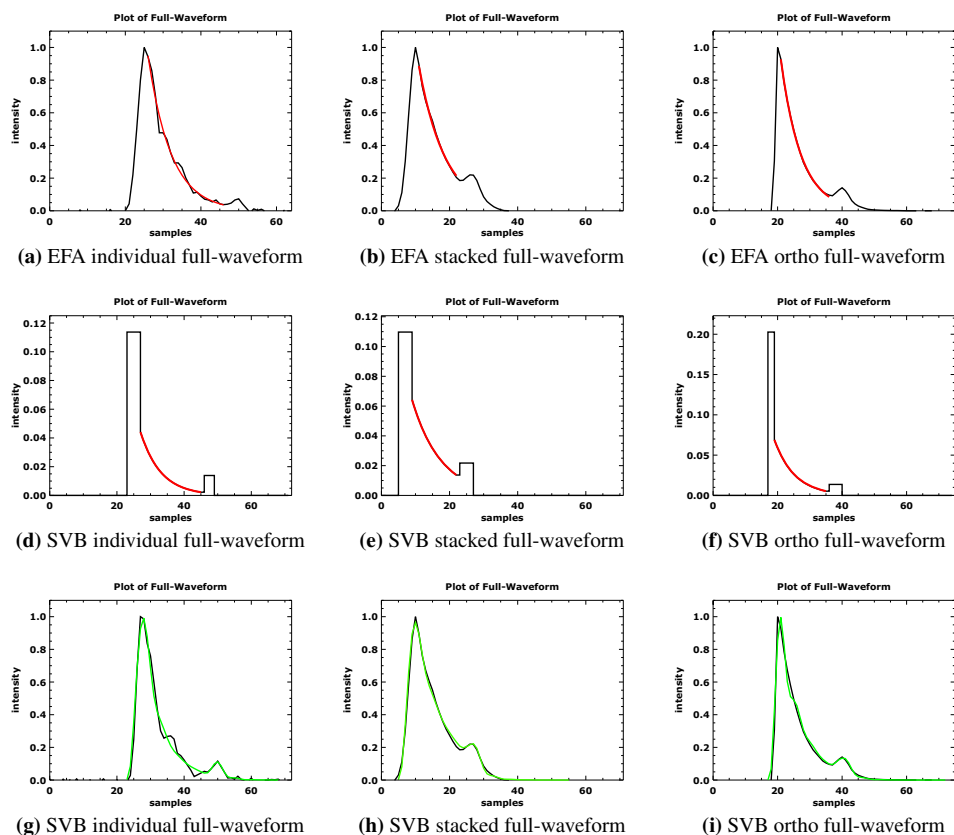 Plot of Full-Waveform
Plot of Full-Waveform
Plot of Full-Waveform
1.0
0.8
0.6
0.4
0.2
0.0
intensity
0
20
40
60
samples
1.0
0.8
0.6
0.4
0.2
0.0
intensity
0
20
40
60
samples
1.0
0.8
0.6
0.4
0.2
0.0
intensity
0
20
40
60
samples
(a) EFA individual full-waveform
(b) EFA stacked full-waveform
(c) EFA ortho full-waveform
Plot of Full-Waveform
Plot of Full-Waveform
Plot of Full-Waveform
0.12
0.10
0.08
0.06
0.04
0.02
0.00
intensity
0
20
40
60
samples
0.12
0.10
0.08
0.06
0.04
0.02
0.00
intensity
0
20
40
60
samples
0.20
0.15
0.10
0.05
0.00
intensity
0
20
40
60
samples
(d) SVB individual full-waveform
(e) SVB stacked full-waveform
(f) SVB ortho full-waveform
Plot of Full-Waveform
Plot of Full-Waveform
Plot of Full-Waveform
1.0
0.8
0.6
0.4
0.2
0.0
intensity
0
20
40
60
samples
1.0
0.8
0.6
0.4
0.2
0.0
intensity
0
20
40
60
samples
1.0
0.8
0.6
0.4
0.2
0.0
intensity
0
20
40
60
samples
(g) SVB individual full-waveform
(h) SVB stacked full-waveform
(i) SVB ortho full-waveform